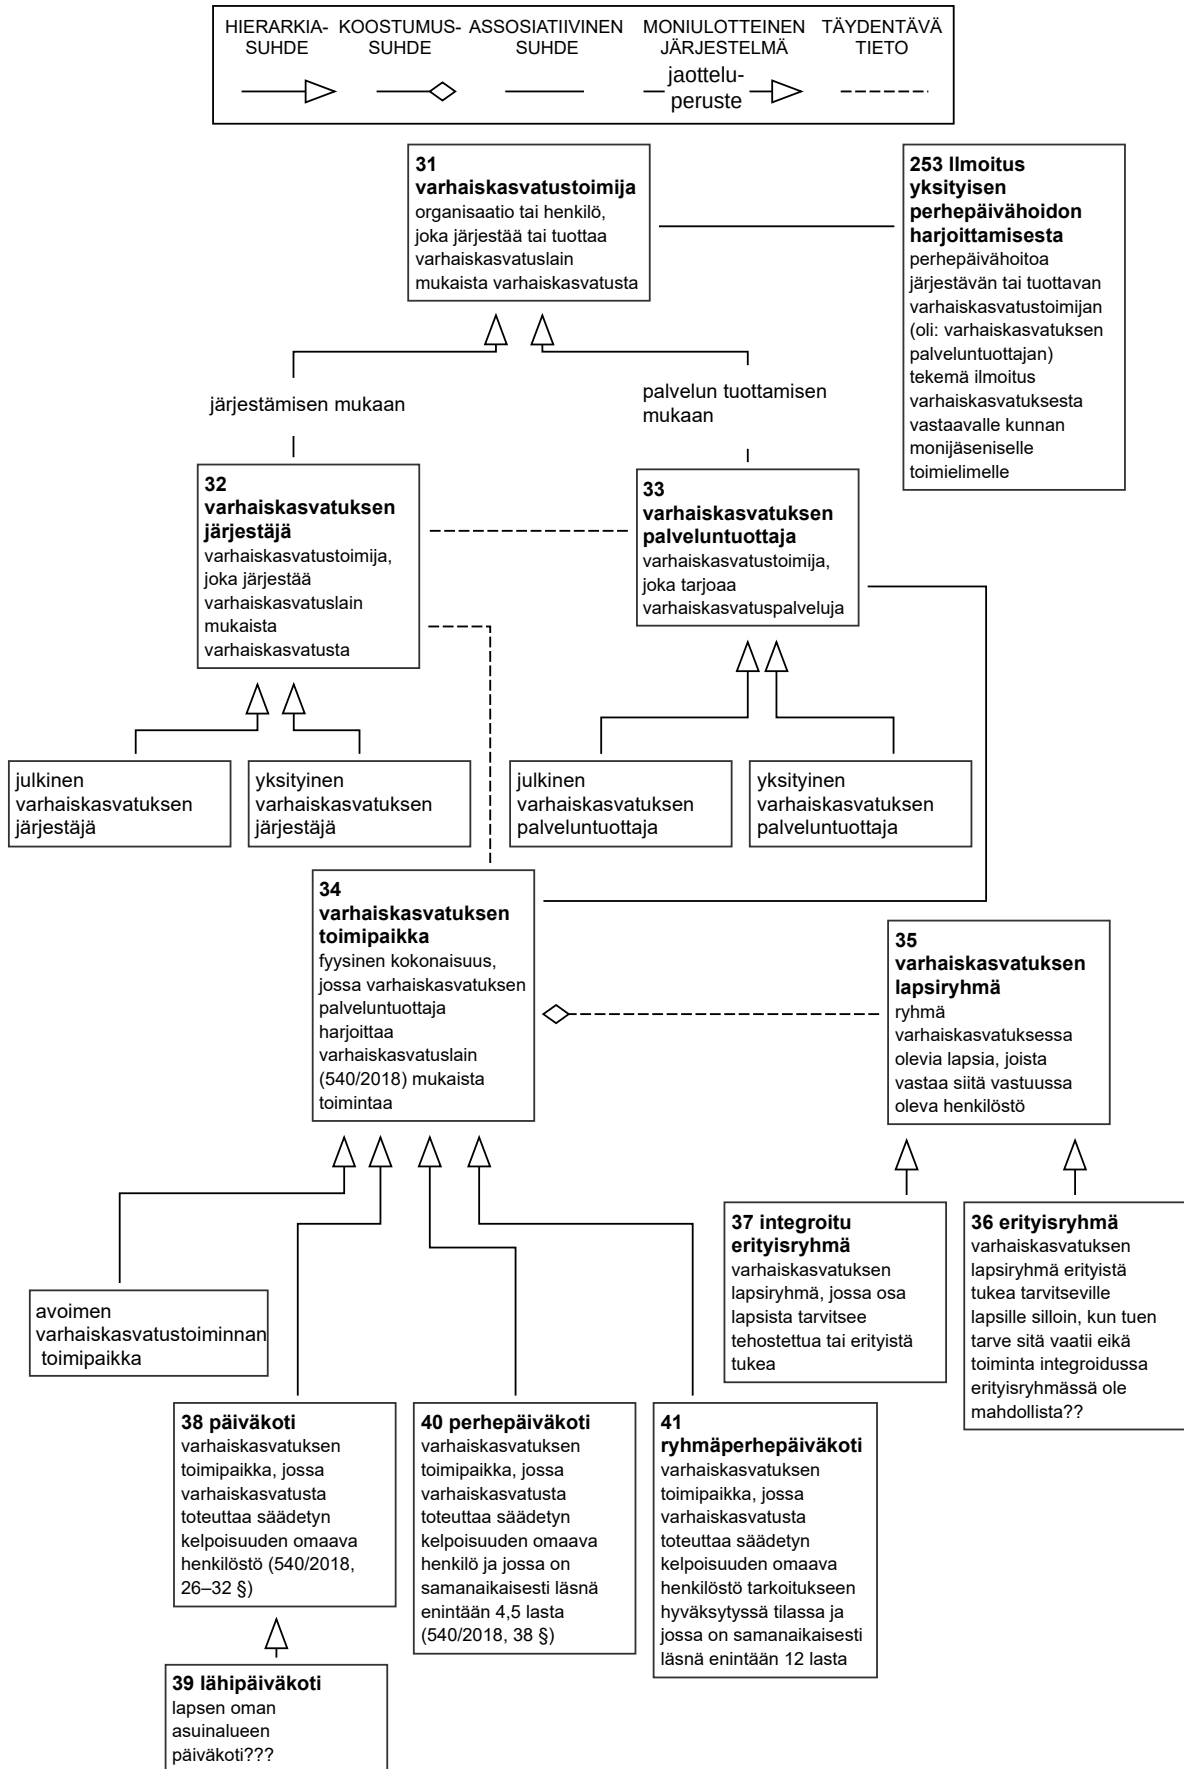 HIERARKIA-
SUHDE
KOOSTUMUS-
SUHDE
ASSOSIATIIVINEN
SUHDE
MONIULOTTEINEN
JÄRJESTELMÄ
jaottelu-
peruste
TÄYDENTÄVÄ
TIETO
31
varhaiskasvatustoimija
organisaatio tai henkilö,
joka järjestää tai tuottaa
varhaiskasvatuslain
mukaista varhaiskasvatusta
253 Ilmoitus
yksityisen
perhepäivähoidon
harjoittamisesta
perhepäivähoitoa
järjestävän tai tuottavan
varhaiskasvatustoimijan
(oli: varhaiskasvatuksen
palveluntuottajan)
tekemä ilmoitus
varhaiskasvatuksesta
vastaavalle kunnan
monijäseniselle
toimielimelle
järjestämisen mukaan
palvelun tuottamisen
mukaan
32
varhaiskasvatuksen
järjestäjä
varhaiskasvatustoimija,
joka järjestää
varhaiskasvatuslain
mukaista
varhaiskasvatusta
33
varhaiskasvatuksen
palveluntuottaja
varhaiskasvatustoimija,
joka tarjoaa
varhaiskasvatuspalveluja
julkinen
varhaiskasvatuksen
järjestäjä
yksityinen
varhaiskasvatuksen
järjestäjä
julkinen
varhaiskasvatuksen
palveluntuottaja
yksityinen
varhaiskasvatuksen
palveluntuottaja
34
varhaiskasvatuksen
toimipaikka
fyysinen kokonaisuus,
jossa varhaiskasvatuksen
palveluntuottaja
harjoittaa
varhaiskasvatuslain
(540/2018) mukaista
toimintaa
35
varhaiskasvatuksen
lapsiryhmä
ryhmä
varhaiskasvatuksessa
olevia lapsia, joista
vastaa siitä vastuussa
oleva henkilöstö
37 integroitu
erityisryhmä
varhaiskasvatuksen
lapsiryhmä, jossa osa
lapsista tarvitsee
tehostettua tai erityistä
tukea
36 erityisryhmä
varhaiskasvatuksen
lapsiryhmä erityistä
tukea tarvitseville
lapsille silloin, kun tuen
tarve sitä vaatii eikä
toiminta integroidussa
erityisryhmässä ole
mahdollista??
avoimen
varhaiskasvatustoiminnan
toimipaikka
38 päiväkoti
varhaiskasvatuksen
toimipaikka, jossa
varhaiskasvatusta
toteuttaa säädetyn
kelpoisuuden omaava
henkilöstö (540/2018,
26–32 §)
40 perhepäiväkoti
varhaiskasvatuksen
toimipaikka, jossa
varhaiskasvatusta
toteuttaa säädetyn
kelpoisuuden omaava
henkilö ja jossa on
samanaikaisesti läsnä
enintään 4,5 lasta
(540/2018, 38 §)
41
ryhmäperhepäiväkoti
varhaiskasvatuksen
toimipaikka, jossa
varhaiskasvatusta
toteuttaa säädetyn
kelpoisuuden omaava
henkilöstö tarkoitukseen
hyväksytyssä tilassa ja
jossa on samanaikaisesti
läsnä enintään 12 lasta
39 lähipäiväkoti
lapsen oman
asuinalueen
päiväkoti???